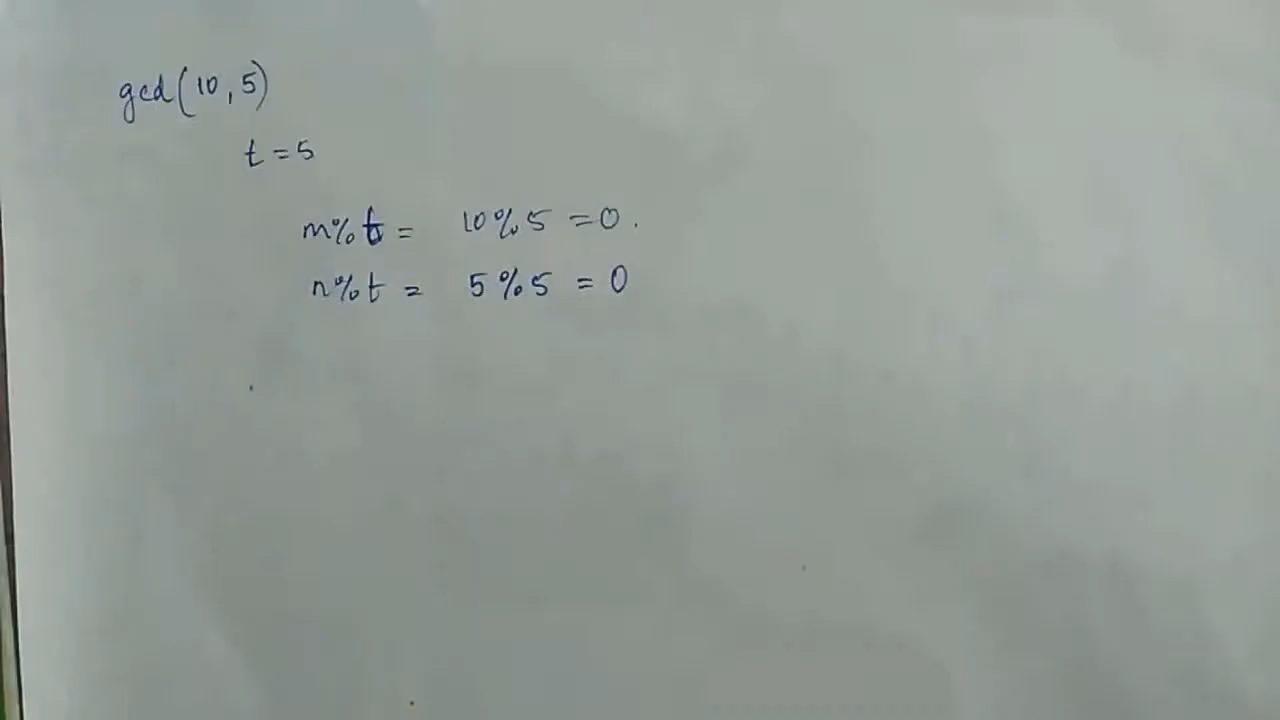 gcd(10,5)
t=5
m%t = 10%5 =0.
n%t = 5%5 = 0